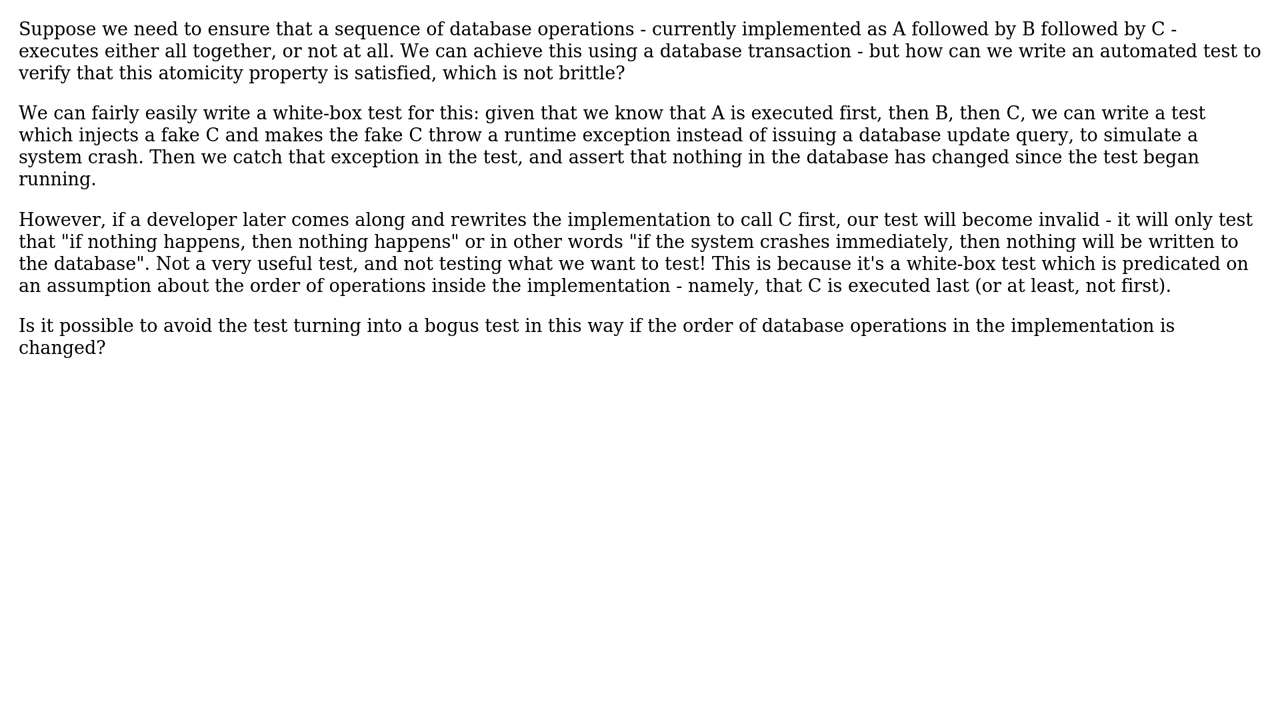 Suppose we need to ensure that a sequence of database operations - currently implemented as A followed by B followed by C -
executes either all together, or not at all. We can achieve this using a database transaction - but how can we write an automated test to
verify that this atomicity property is satisfied, which is not brittle?
We can fairly easily write a white-box test for this: given that we know that A is executed first, then B, then C, we can write a test
which injects a fake C and makes the fake C throw a runtime exception instead of issuing a database update query, to simulate a
system crash. Then we catch that exception in the test, and assert that nothing in the database has changed since the test began
running.
However, if a developer later comes along and rewrites the implementation to call C first, our test will become invalid - it will only test
that "if nothing happens, then nothing happens" or in other words "if the system crashes immediately, then nothing will be written to
the database". Not a very useful test, and not testing what we want to test! This is because it's a white-box test which is predicated on
an assumption about the order of operations inside the implementation - namely, that C is executed last (or at least, not first).
Is it possible to avoid the test turning into a bogus test in this way if the order of database operations in the implementation is
changed?